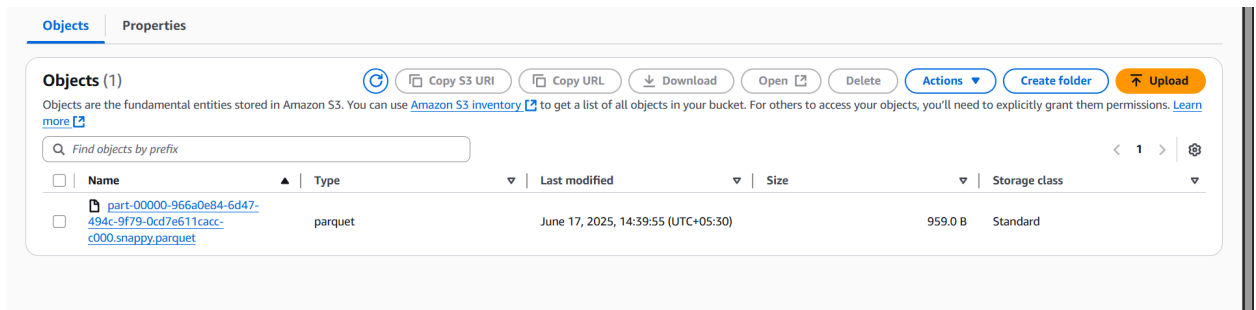 Objects Properties
Objects (1) Copy S3 URI Copy URL Download Open Delete Actions Create folder Upload
Objects are the fundamental entities stored in Amazon S3. You can use Amazon S3 inventory to get a list of all objects in your bucket. For others to access your objects, you'll need to explicitly grant them permissions. Learn
more
Find objects by prefix 1
Name Type Last modified Size Storage class
part-00000-966a0e84-6d47-
494c-9f79-0cd7e611cacc- parquet June 17, 2025, 14:39:55 (UTC+05:30) 959.0 B Standard
c000.snappy.parquet